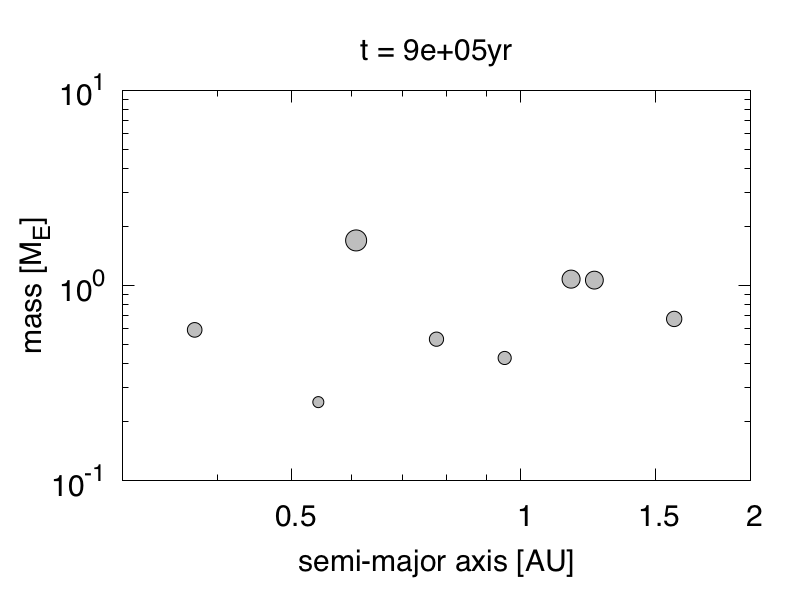 t = 9e+05yr
10^1
10^0
10^-1
mass [M_E]
0.5 1 1.5 2
semi-major axis [AU]